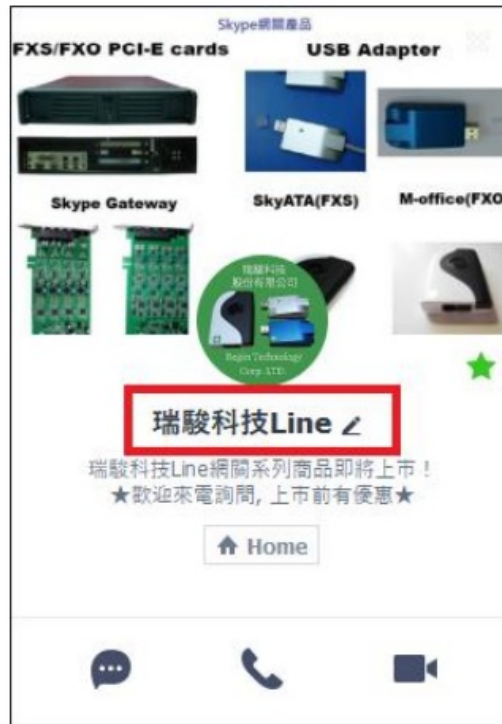 Skype網關產品
FXS/FXO PCI-E cards
USB Adapter
Skype Gateway
SkyATA(FXS)
M-office(FXO
瑞駿科技
股份有限公司
Regin Technology
Corp. LTD.
瑞駿科技Line
瑞駿科技Line網關系列商品即將上市！
★歡迎來電詢問, 上市前有優惠★
Home